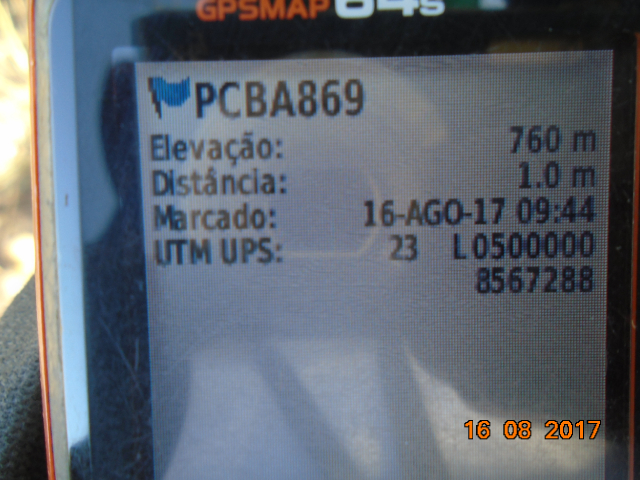 GPSMAP 64s
PCBA869
Elevação: 760 m
Distância: 1.0 m
Marcado: 16-AGO-17 09:44
UTM UPS: 23 L0500000
8567288
16 08 2017